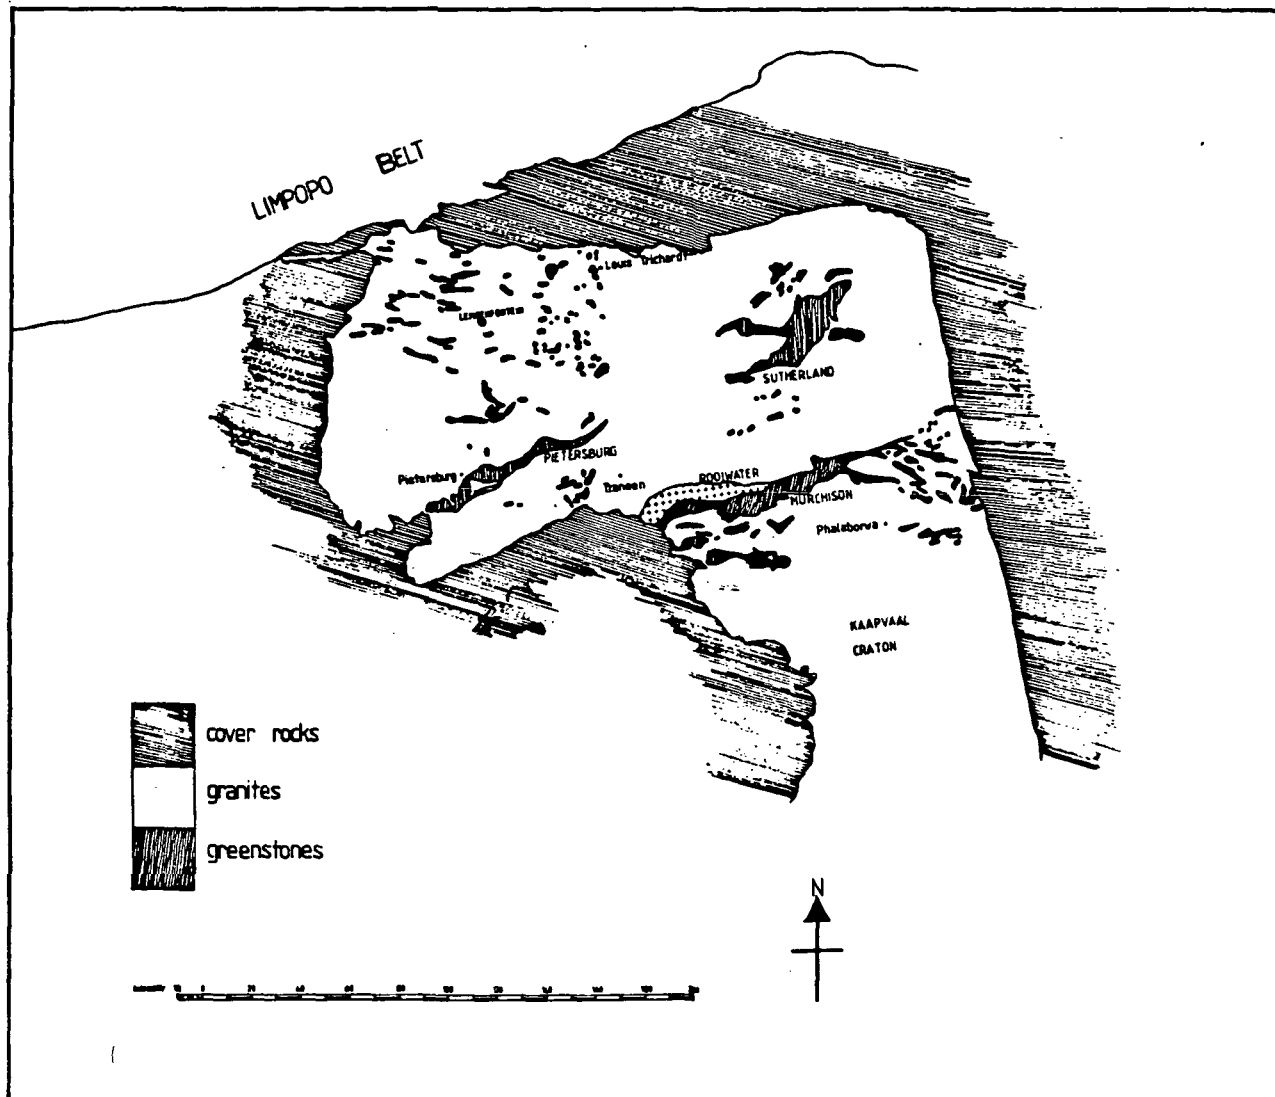 LIMPOPO BELT
Louis Trichardt
SUTHERLAND
PIETERSBURG
Pietersburg
Tzaneen
ROOIWATER
MURCHISON
Phalaborwa
KAAPVAAL
CRATON
cover rocks
granites
greenstones
N